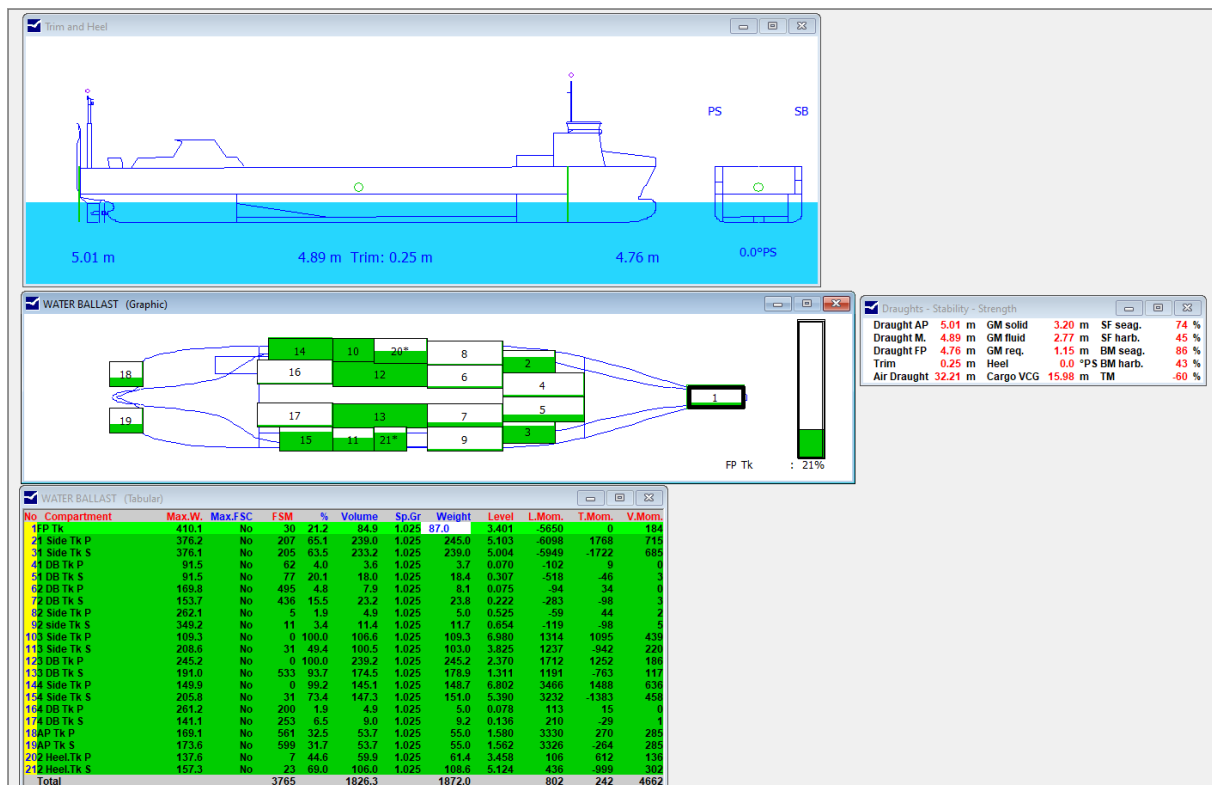 Trim and Heel
PS SB
5.01 m 4.89 m Trim: 0.25 m 4.76 m 0.0°PS
WATER BALLAST (Graphic)
14 10 20* 8 2
18 16 12 6 4
1
19 17 13 7 5
15 11 21* 9 3
FP Tk : 21%
Draughts - Stability - Strength
Draught AP 5.01 m GM solid 3.20 m SF seag. 74 %
Draught M. 4.89 m GM fluid 2.77 m SF harb. 45 %
Draught FP 4.76 m GM req. 1.15 m BM seag. 86 %
Trim 0.25 m Heel 0.0 °PS BM harb. 43 %
Air Draught 32.21 m Cargo VCG 15.98 m TM -60 %
WATER BALLAST (Tabular)
No Compartment Max.W. Max.FSC FSM % Volume Sp.Gr Weight Level L.Mom. T.Mom. V.Mom.
1 FP Tk 410.1 No 30 21.2 84.9 1.025 87.0 3.401 -5650 0 184
2 1 Side Tk P 376.2 No 207 65.1 239.0 1.025 245.0 5.103 -6098 1768 715
3 1 Side Tk S 376.1 No 205 63.5 233.2 1.025 239.0 5.004 -5949 -1722 685
4 1 DB Tk P 91.5 No 62 4.0 3.6 1.025 3.7 0.070 -102 9 0
5 1 DB Tk S 91.5 No 77 20.1 18.0 1.025 18.4 0.307 -518 -46 3
6 2 DB Tk P 169.8 No 495 4.8 7.9 1.025 8.1 0.075 -94 34 0
7 2 DB Tk S 153.7 No 436 15.5 23.2 1.025 23.8 0.222 -283 -98 3
8 2 Side Tk P 262.1 No 5 1.9 4.9 1.025 5.0 0.525 -59 44 2
9 2 side Tk S 349.2 No 11 3.4 11.4 1.025 11.7 0.654 -119 -98 5
10 3 Side Tk P 109.3 No 0 100.0 106.6 1.025 109.3 6.980 1314 1095 439
11 3 Side Tk S 208.6 No 31 49.4 100.5 1.025 103.0 3.825 1237 -942 220
12 3 DB Tk P 245.2 No 0 100.0 239.2 1.025 245.2 2.370 1712 1252 186
13 3 DB Tk S 191.0 No 533 93.7 174.5 1.025 178.9 1.311 1191 -763 117
14 4 Side Tk P 149.9 No 0 99.2 145.1 1.025 148.7 6.802 3466 1488 636
15 4 Side Tk S 205.8 No 31 73.4 147.3 1.025 151.0 5.390 3232 -1383 458
16 4 DB Tk P 261.2 No 200 1.9 4.9 1.025 5.0 0.078 113 15 0
17 4 DB Tk S 141.1 No 253 6.5 9.0 1.025 9.2 0.136 210 -29 1
18 AP Tk P 169.1 No 561 32.5 53.7 1.025 55.0 1.580 3330 270 285
19 AP Tk S 173.6 No 599 31.7 53.7 1.025 55.0 1.562 3326 -264 285
20 2 Heel.Tk P 137.6 No 7 44.6 59.9 1.025 61.4 3.458 106 612 136
21 2 Heel.Tk S 157.3 No 23 69.0 106.0 1.025 108.6 5.124 436 -999 302
Total 3765 1826.3 1872.0 802 242 4662